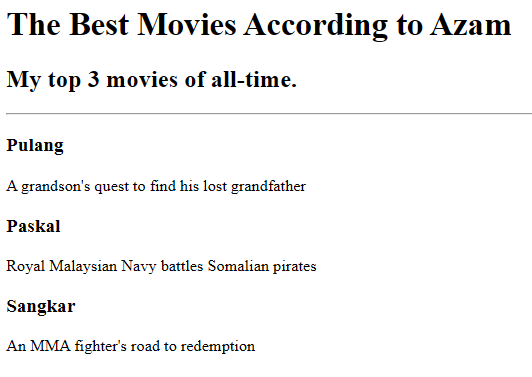 The Best Movies According to Azam
My top 3 movies of all-time.
Pulang
A grandson's quest to find his lost grandfather
Paskal
Royal Malaysian Navy battles Somalian pirates
Sangkar
An MMA fighter's road to redemption